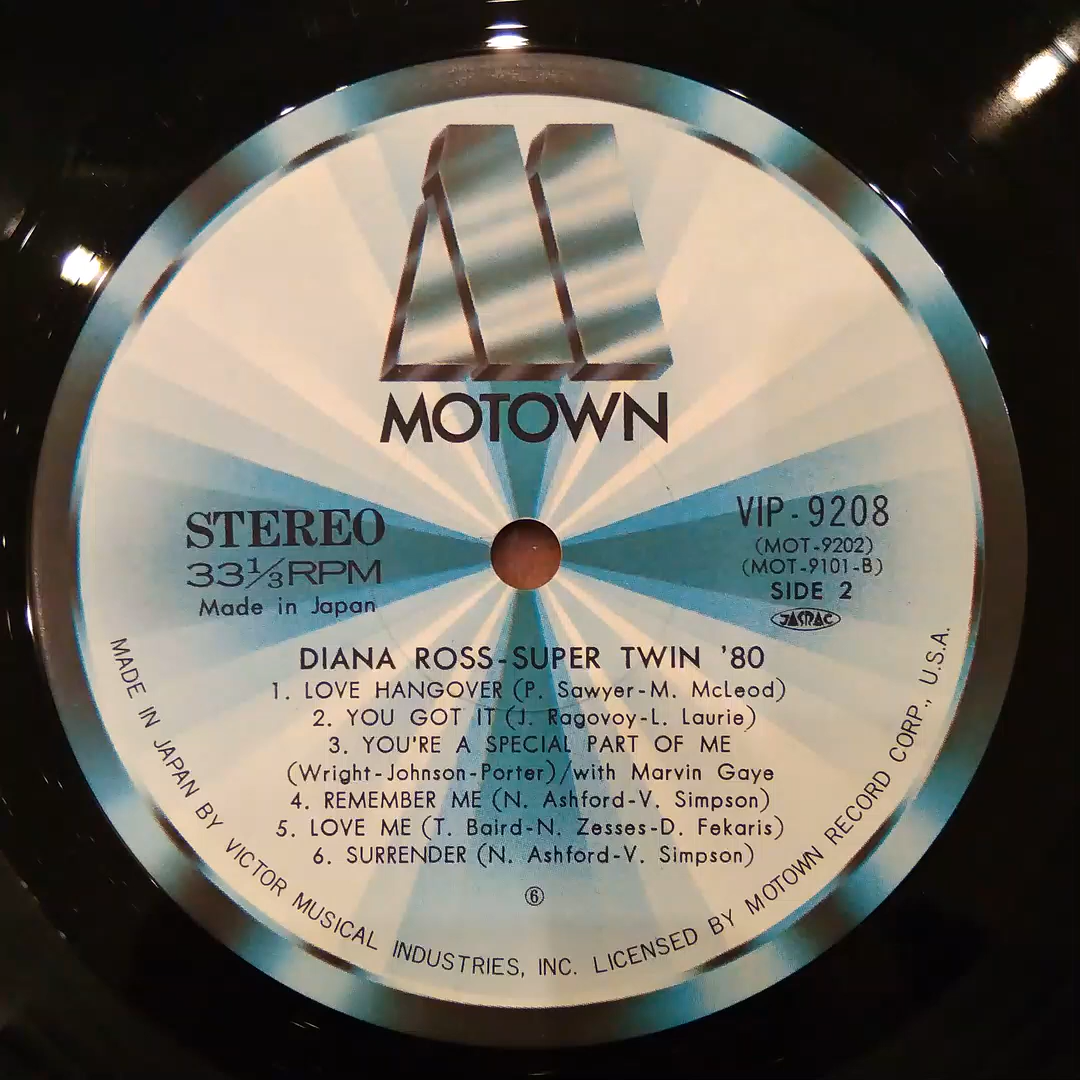 MOTOWN
STEREO
33⅓RPM
Made in Japan
VIP-9208
(MOT-9202)
(MOT-9101-B)
SIDE 2
JASRAC
DIANA ROSS-SUPER TWIN '80
1. LOVE HANGOVER (P. Sawyer-M. McLeod)
2. YOU GOT IT (J. Ragovoy-L. Laurie)
3. YOU'RE A SPECIAL PART OF ME
(Wright-Johnson-Porter)/with Marvin Gaye
4. REMEMBER ME (N. Ashford-V. Simpson)
5. LOVE ME (T. Baird-N. Zesses-D. Fekaris)
6. SURRENDER (N. Ashford-V. Simpson)
⑥
MADE IN JAPAN BY VICTOR MUSICAL INDUSTRIES, INC. LICENSED BY MOTOWN RECORD CORP., U.S.A.